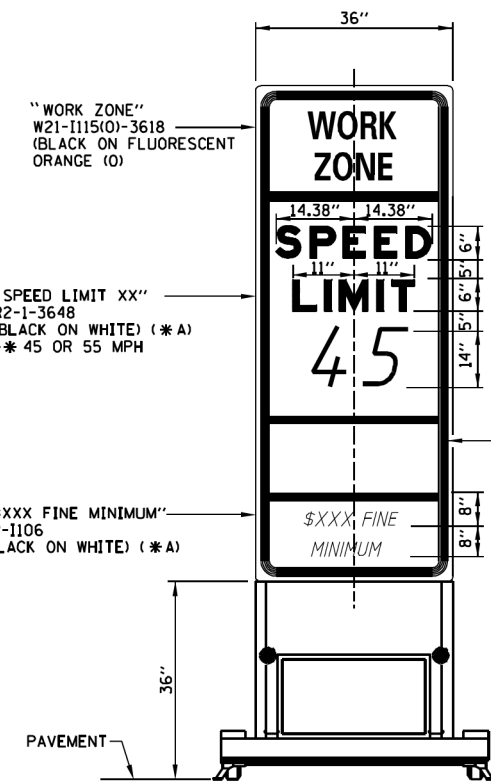 36"
"WORK ZONE"
W21-I115(O)-3618
(BLACK ON FLUORESCENT
ORANGE (O)
WORK
ZONE
14.38" 14.38"
SPEED
11" 11"
LIMIT
45
6"
5"
6"
5"
14"
SPEED LIMIT XX"
R2-1-3648
BLACK ON WHITE) (*A)
* 45 OR 55 MPH
$XXX FINE MINIMUM"
-I106
LACK ON WHITE) (*A)
$XXX FINE
MINIMUM
8"
8"
36"
PAVEMENT